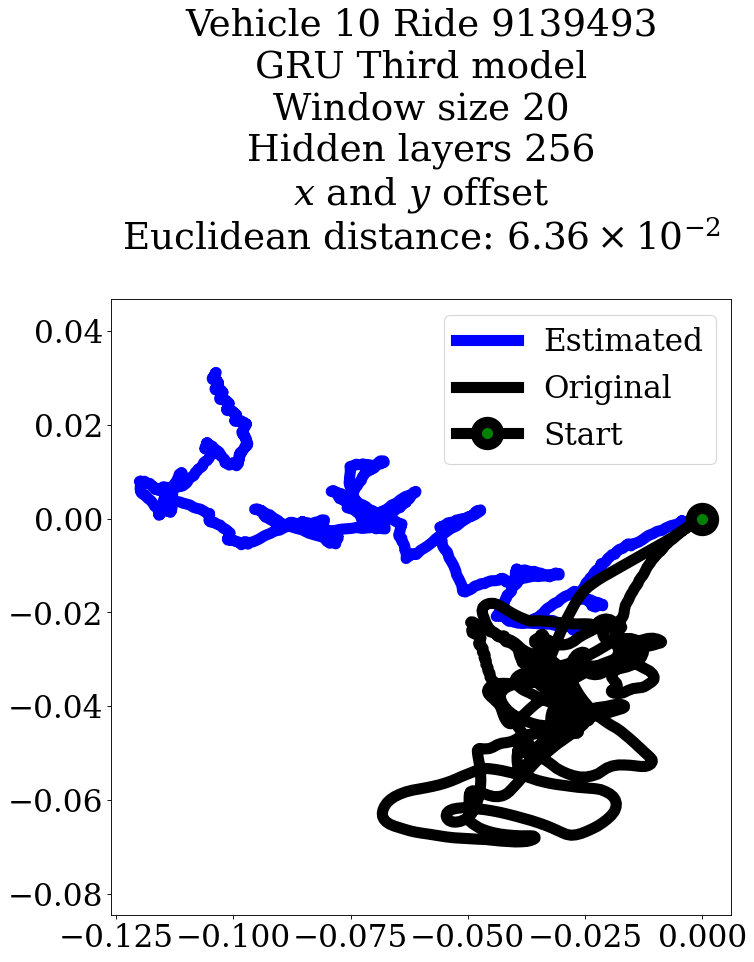 Vehicle 10 Ride 9139493
GRU Third model
Window size 20
Hidden layers 256
x and y offset
Euclidean distance: 6.36 × 10⁻²
Estimated
Original
Start
0.04
0.02
0.00
−0.02
−0.04
−0.06
−0.08
−0.125 −0.100 −0.075 −0.050 −0.025 0.000